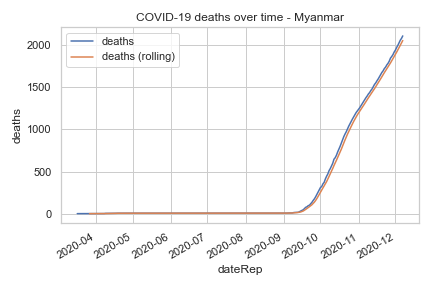 COVID-19 deaths over time - Myanmar
deaths
deaths (rolling)
2000
1500
1000
500
0
deaths
2020-04
2020-05
2020-06
2020-07
2020-08
2020-09
2020-10
2020-11
2020-12
dateRep